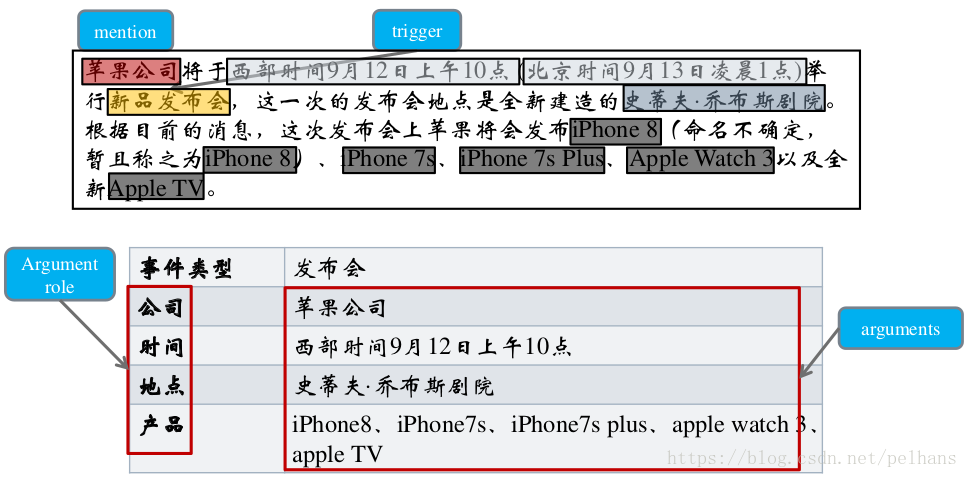 mention
trigger
苹果公司将于西部时间9月12日上午10点(北京时间9月13日凌晨1点)举
行新品发布会，这一次的发布会地点是全新建造的史蒂夫·乔布斯剧院。
根据目前的消息，这次发布会上苹果将会发布iPhone 8（命名不确定，
暂且称之为iPhone 8）、iPhone 7s、iPhone 7s Plus、Apple Watch 3以及全
新Apple TV。
Argument
role
事件类型 发布会
公司 苹果公司
时间 西部时间9月12日上午10点
地点 史蒂夫·乔布斯剧院
产品 iPhone8、iPhone7s、iPhone7s plus、apple watch 3、
apple TV
arguments
https://blog.csdn.net/pelhans